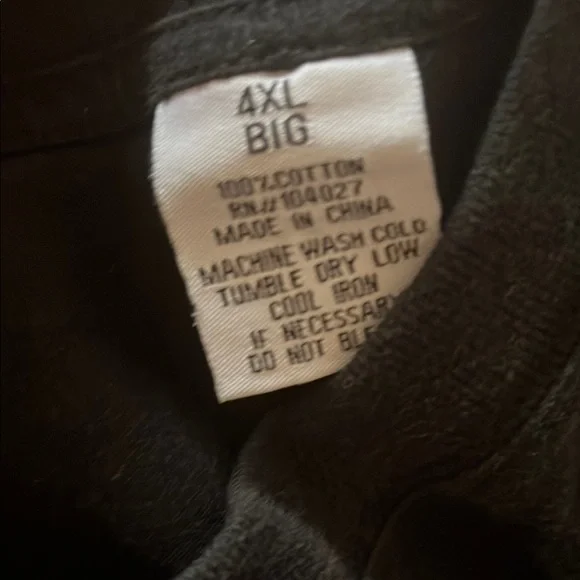 4XL
BIG
100% COTTON
RN#104027
MADE IN CHINA
MACHINE WASH COLD
TUMBLE DRY LOW
COOL IRON
IF NECESSAR
DO NOT BLE